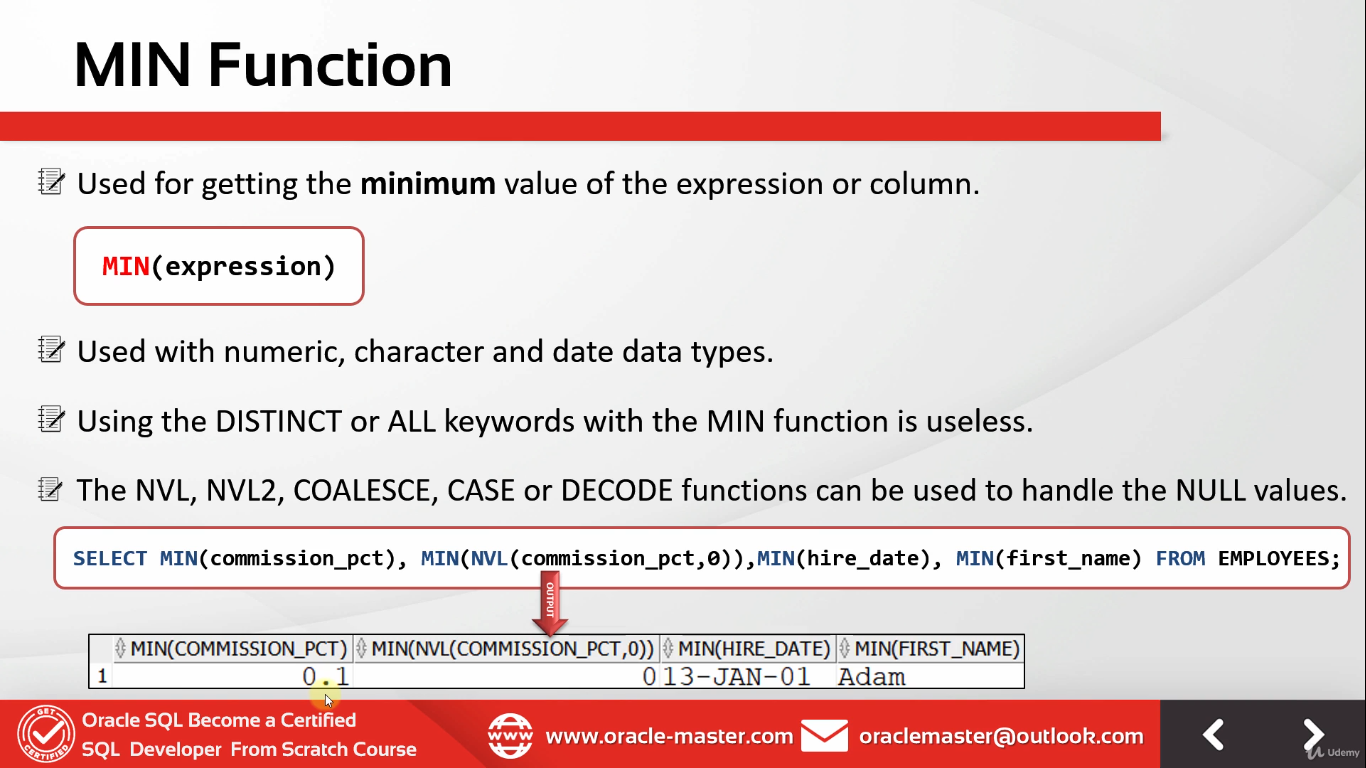 MIN Function
Used for getting the minimum value of the expression or column.
MIN(expression)
Used with numeric, character and date data types.
Using the DISTINCT or ALL keywords with the MIN function is useless.
The NVL, NVL2, COALESCE, CASE or DECODE functions can be used to handle the NULL values.
SELECT MIN(commission_pct), MIN(NVL(commission_pct,0)),MIN(hire_date), MIN(first_name) FROM EMPLOYEES;
OUTPUT
MIN(COMMISSION_PCT) MIN(NVL(COMMISSION_PCT,0)) MIN(HIRE_DATE) MIN(FIRST_NAME)
1 0.1 0 13-JAN-01 Adam
GET CERTIFIED
Oracle SQL Become a Certified
SQL Developer From Scratch Course
www www.oracle-master.com
oraclemaster@outlook.com
Udemy